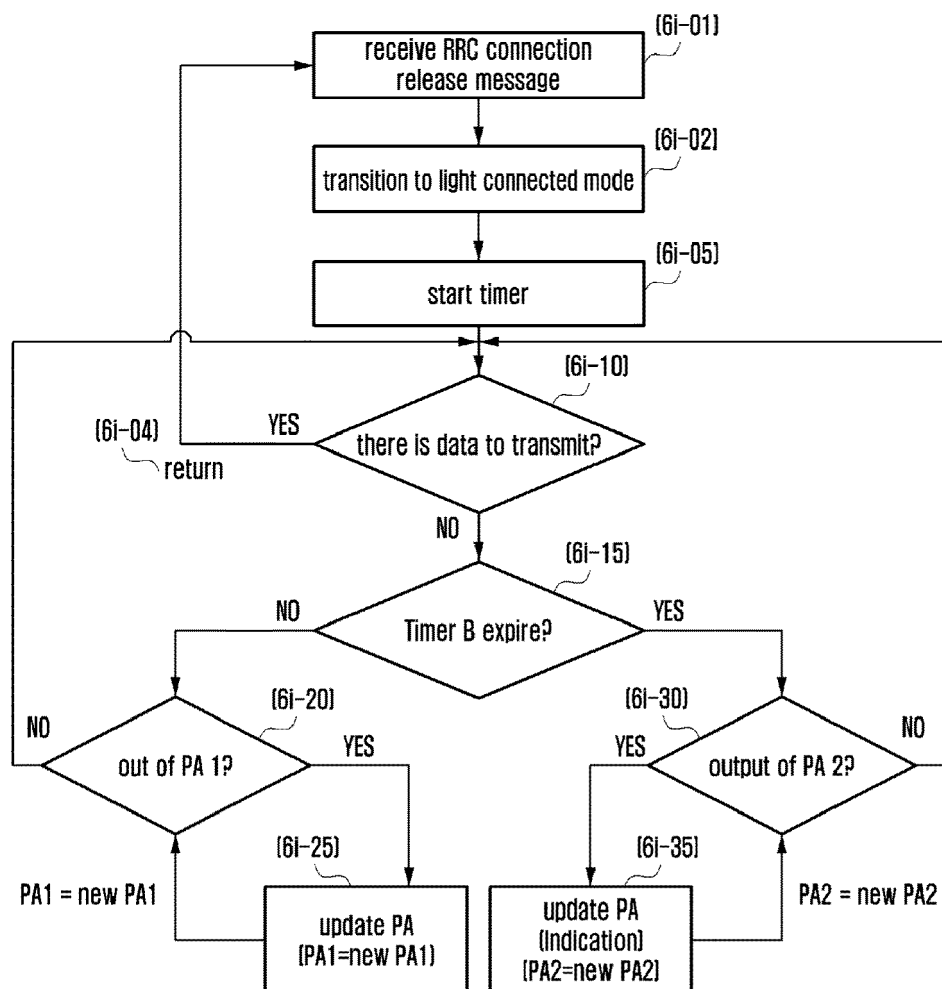 (6i-01)
receive RRC connection
release message
(6i-02)
transition to light connected mode
(6i-05)
start timer
(6i-10)
YES
there is data to transmit?
(6i-04)
return
NO
(6i-15)
NO
Timer B expire?
YES
(6i-20)
NO
out of PA 1?
YES
(6i-30)
YES
output of PA 2?
NO
(6i-25)
PA1 = new PA1
update PA
(PA1=new PA1)
(6i-35)
update PA
(Indication)
(PA2=new PA2)
PA2 = new PA2